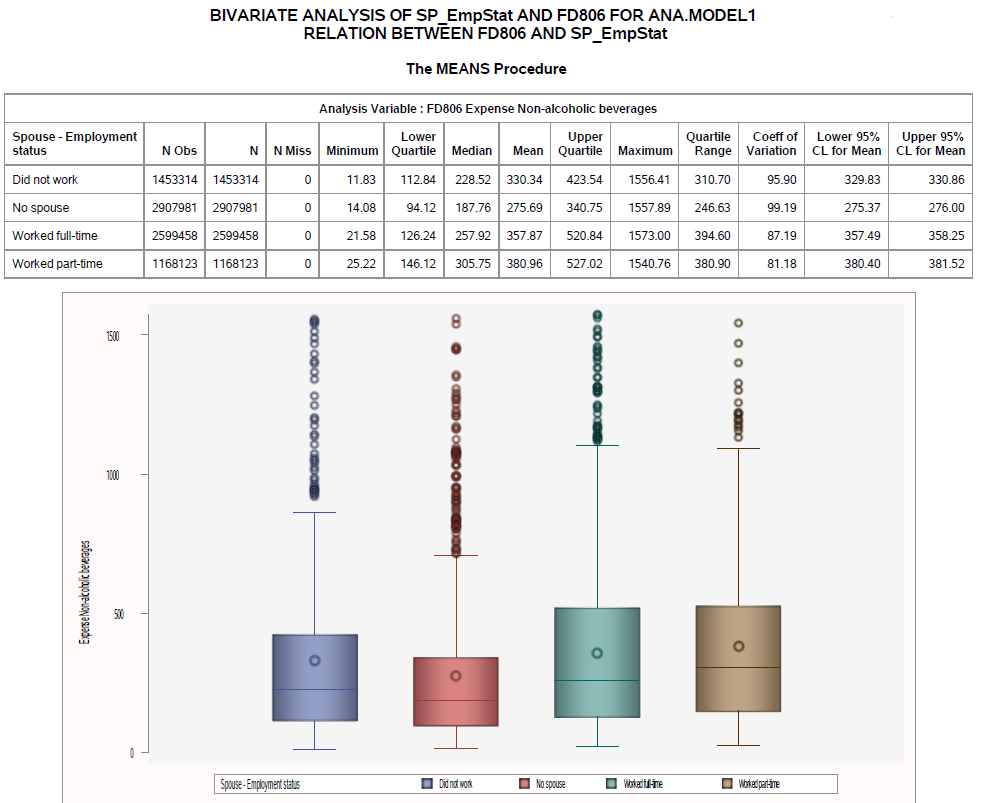 BIVARIATE ANALYSIS OF SP_EmpStat AND FD806 FOR ANA.MODEL1
RELATION BETWEEN FD806 AND SP_EmpStat
The MEANS Procedure
Analysis Variable : FD806 Expense Non-alcoholic beverages
Spouse - Employment status N Obs N N Miss Minimum Lower Quartile Median Mean Upper Quartile Maximum Quartile Range Coeff of Variation Lower 95% CL for Mean Upper 95% CL for Mean
Did not work 1453314 1453314 0 11.83 112.84 228.52 330.34 423.54 1556.41 310.70 95.90 329.83 330.86
No spouse 2907981 2907981 0 14.08 94.12 187.76 275.69 340.75 1557.89 246.63 99.19 275.37 276.00
Worked full-time 2599458 2599458 0 21.58 126.24 257.92 357.87 520.84 1573.00 394.60 87.19 357.49 358.25
Worked part-time 1168123 1168123 0 25.22 146.12 305.75 380.96 527.02 1540.76 380.90 81.18 380.40 381.52
1500
1000
500
0
Expense Non-alcoholic beverages
Spouse - Employment status Did not work No spouse Worked full-time Worked part-time